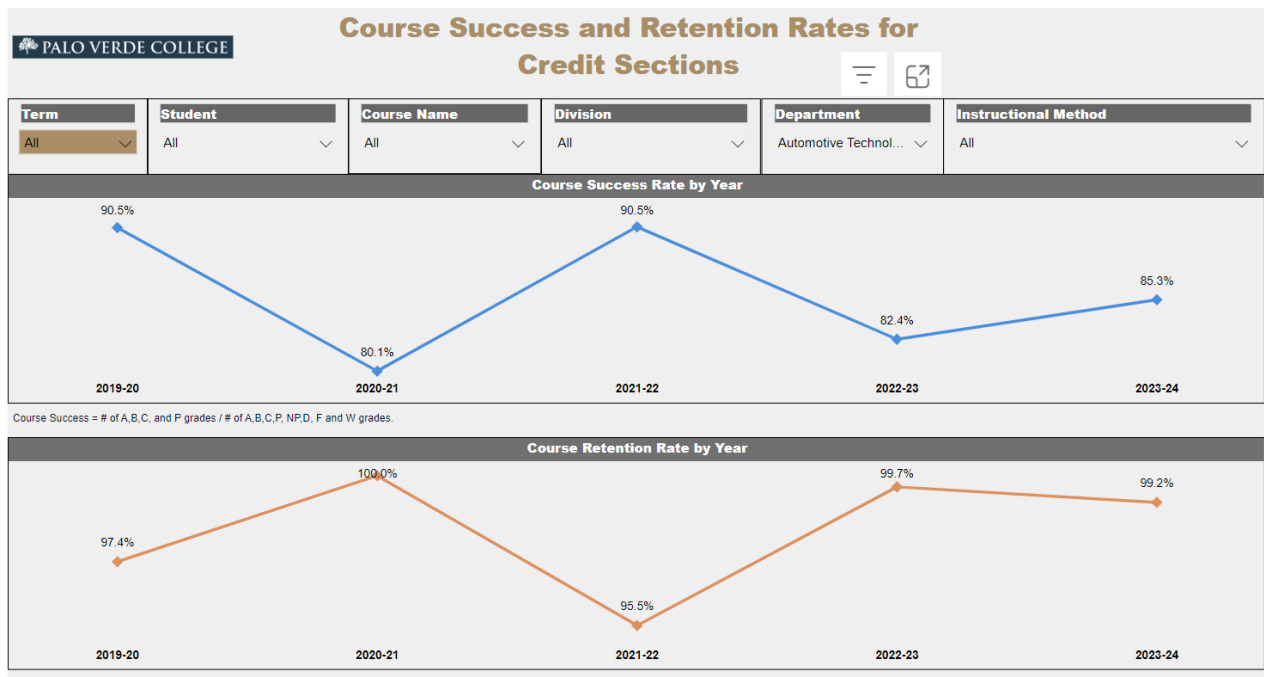 PALO VERDE COLLEGE
Course Success and Retention Rates for
Credit Sections
Term
All
Student
All
Course Name
All
Division
All
Department
Automotive Technol...
Instructional Method
All
Course Success Rate by Year
90.5%
80.1%
90.5%
82.4%
85.3%
2019-20 2020-21 2021-22 2022-23 2023-24
Course Success = # of A,B,C, and P grades / # of A,B,C,P, NP,D, F and W grades.
Course Retention Rate by Year
97.4%
100.0%
95.5%
99.7%
99.2%
2019-20 2020-21 2021-22 2022-23 2023-24